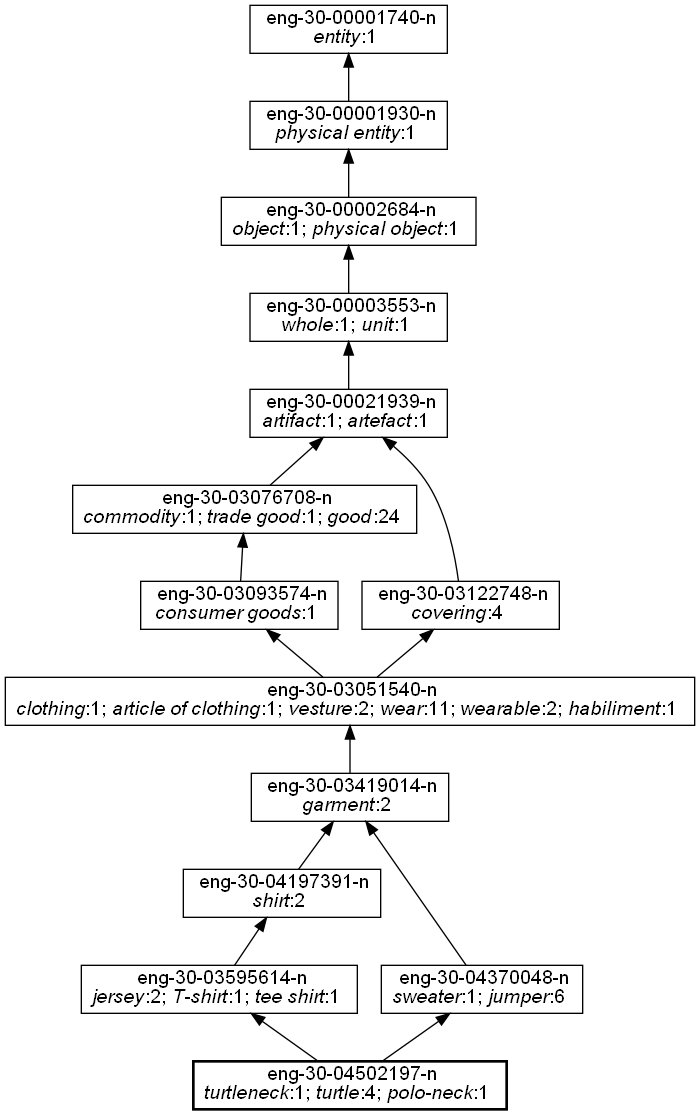 eng-30-00001740-n
entity:1
eng-30-00001930-n
physical entity:1
eng-30-00002684-n
object:1; physical object:1
eng-30-00003553-n
whole:1; unit:1
eng-30-00021939-n
artifact:1; artefact:1
eng-30-03076708-n
commodity:1; trade good:1; good:24
eng-30-03093574-n
consumer goods:1
eng-30-03122748-n
covering:4
eng-30-03051540-n
clothing:1; article of clothing:1; vesture:2; wear:11; wearable:2; habiliment:1
eng-30-03419014-n
garment:2
eng-30-04197391-n
shirt:2
eng-30-03595614-n
jersey:2; T-shirt:1; tee shirt:1
eng-30-04370048-n
sweater:1; jumper:6
eng-30-04502197-n
turtleneck:1; turtle:4; polo-neck:1